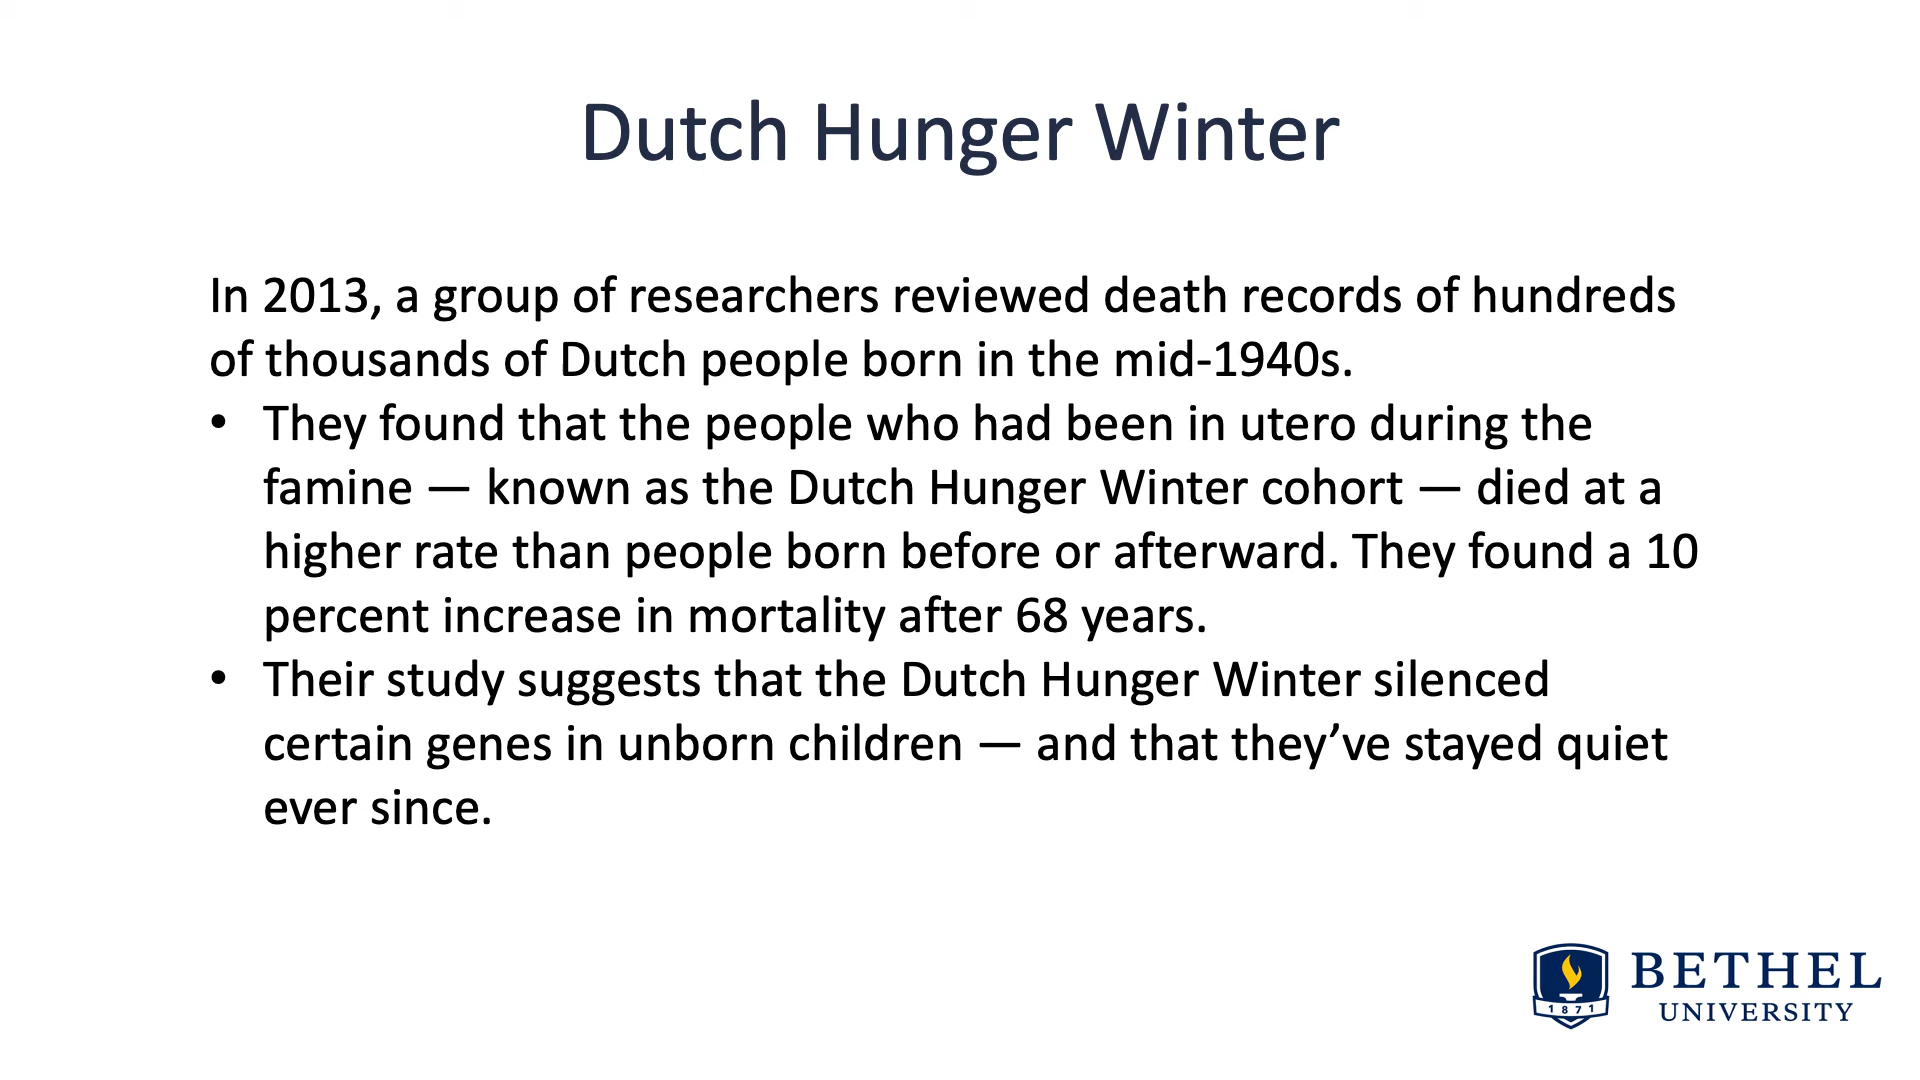 Dutch Hunger Winter
In 2013, a group of researchers reviewed death records of hundreds
of thousands of Dutch people born in the mid-1940s.
• They found that the people who had been in utero during the
famine — known as the Dutch Hunger Winter cohort — died at a
higher rate than people born before or afterward. They found a 10
percent increase in mortality after 68 years.
• Their study suggests that the Dutch Hunger Winter silenced
certain genes in unborn children — and that they’ve stayed quiet
ever since.
BETHEL
UNIVERSITY
1871